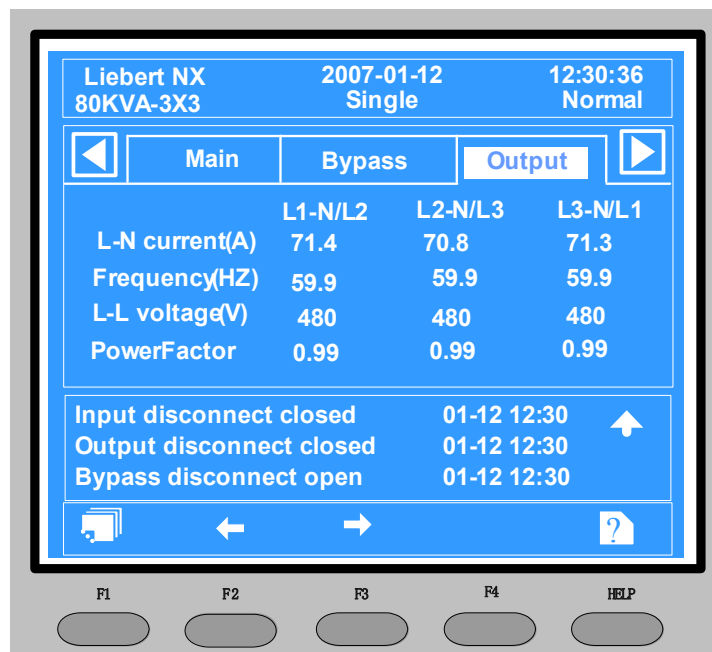 Liebert NX 2007-01-12 12:30:36
80KVA-3X3 Single Normal
Main Bypass Output
L1-N/L2 L2-N/L3 L3-N/L1
L-N current(A) 71.4 70.8 71.3
Frequency(HZ) 59.9 59.9 59.9
L-L voltage(V) 480 480 480
PowerFactor 0.99 0.99 0.99
Input disconnect closed 01-12 12:30
Output disconnect closed 01-12 12:30
Bypass disconnect open 01-12 12:30
?
F1 F2 F3 F4 HELP